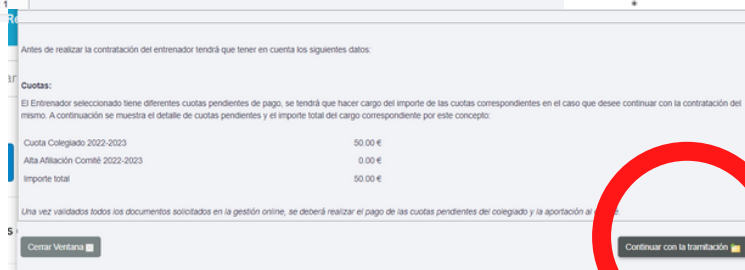 1
*
Re
Antes de realizar la contratación del entrenador tendrá que tener en cuenta los siguientes datos:
ar
Cuotas:
El Entrenador seleccionado tiene diferentes cuotas pendientes de pago, se tendrá que hacer cargo del importe de las cuotas correspondientes en el caso que desee continuar con la contratación del
mismo. A continuación se muestra el detalle de cuotas pendientes y el importe total del cargo correspondiente por este concepto:
Cuota Colegiado 2022-2023 50.00 €
Alta Afiliación Comité 2022-2023 0.00 €
Importe total 50.00 €
Una vez validados todos los documentos solicitados en la gestión online, se deberá realizar el pago de las cuotas pendientes del colegiado y la aportación al
s
Cerrar Ventana
Continuar con la tramitación